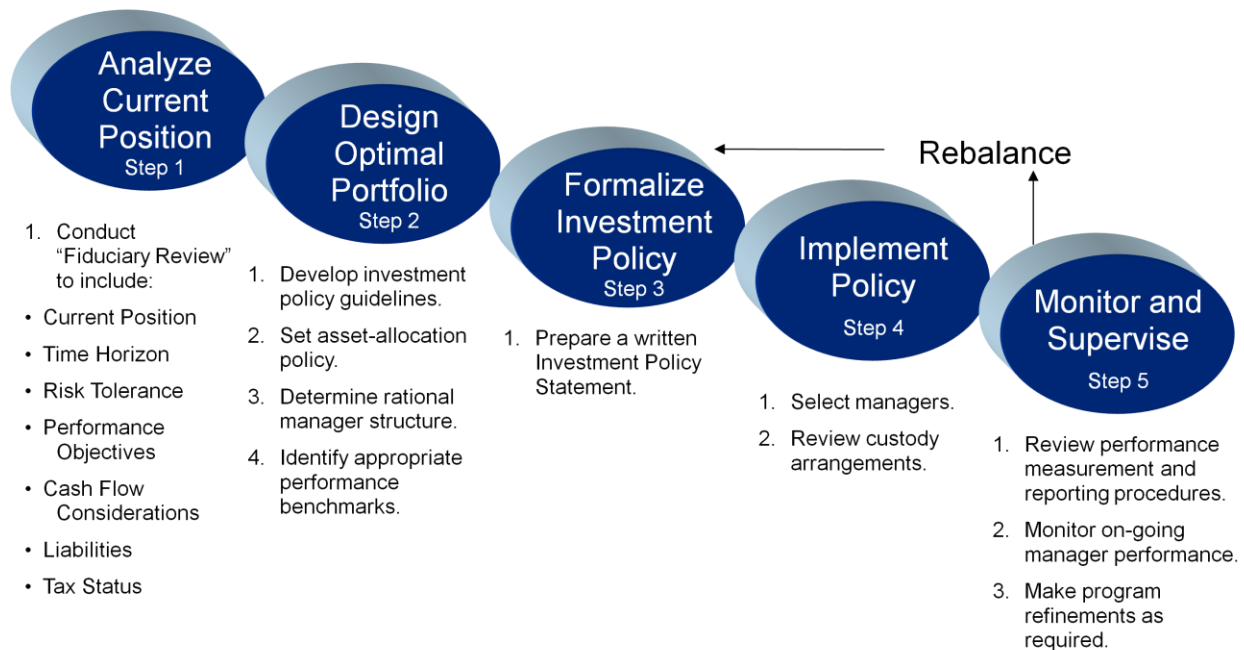 Analyze
Current
Position
Step 1
1. Conduct
“Fiduciary Review”
to include:
• Current Position
• Time Horizon
• Risk Tolerance
• Performance
Objectives
• Cash Flow
Considerations
• Liabilities
• Tax Status
Design
Optimal
Portfolio
Step 2
1. Develop investment
policy guidelines.
2. Set asset-allocation
policy.
3. Determine rational
manager structure.
4. Identify appropriate
performance
benchmarks.
Formalize
Investment
Policy
Step 3
1. Prepare a written
Investment Policy
Statement.
Implement
Policy
Step 4
1. Select managers.
2. Review custody
arrangements.
Rebalance
Monitor and
Supervise
Step 5
1. Review performance
measurement and
reporting procedures.
2. Monitor on-going
manager performance.
3. Make program
refinements as
required.